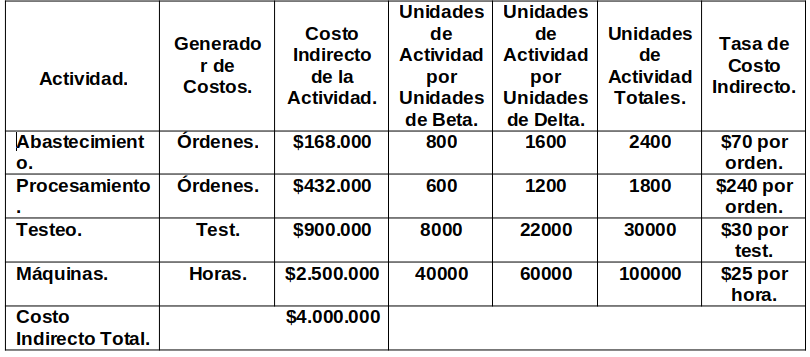 Actividad.
Generado
r de
Costos.
Costo
Indirecto
de la
Actividad.
Unidades
de
Actividad
por
Unidades
de Beta.
Unidades
de
Actividad
por
Unidades
de Delta.
Unidades
de
Actividad
Totales.
Tasa de
Costo
Indirecto.
Abastecimient
o.
Órdenes.
$168.000
800
1600
2400
$70 por
orden.
Procesamiento
.
Órdenes.
$432.000
600
1200
1800
$240 por
orden.
Testeo.
Test.
$900.000
8000
22000
30000
$30 por
test.
Máquinas.
Horas.
$2.500.000
40000
60000
100000
$25 por
hora.
Costo
Indirecto Total.
$4.000.000